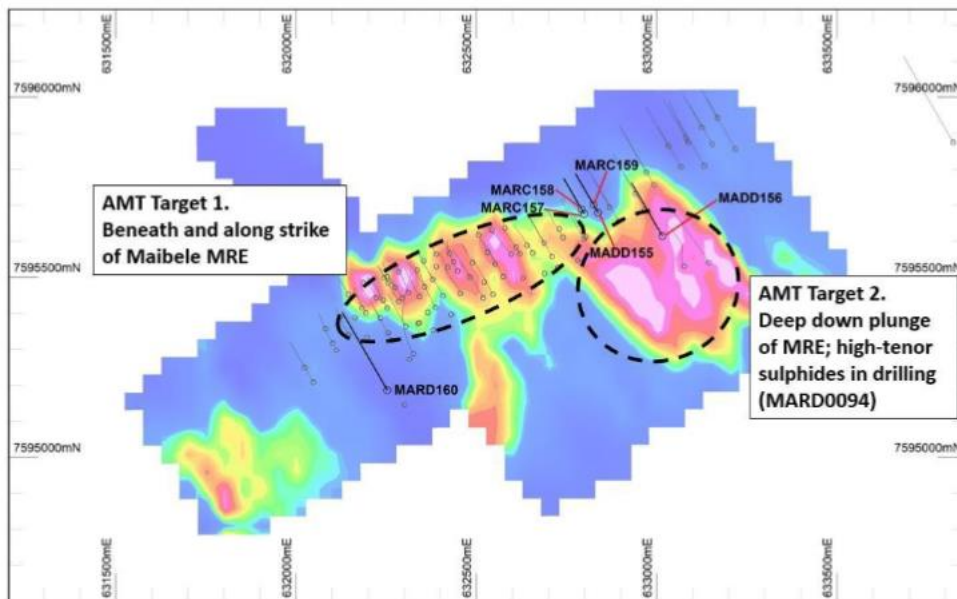 631500mE
632000mE
632500mE
633000mE
633500mE
7596000mN
7596000mN
MARC159
MARC158
MARC157
MADD156
MADD155
AMT Target 1.
Beneath and along strike
of Maibele MRE
7595500mN
7595500mN
AMT Target 2.
Deep down plunge
of MRE; high-tenor
sulphides in drilling
(MARD0094)
MARD160
7595000mN
7595000mN
631500mE
632000mE
632500mE
633000mE
633500mE